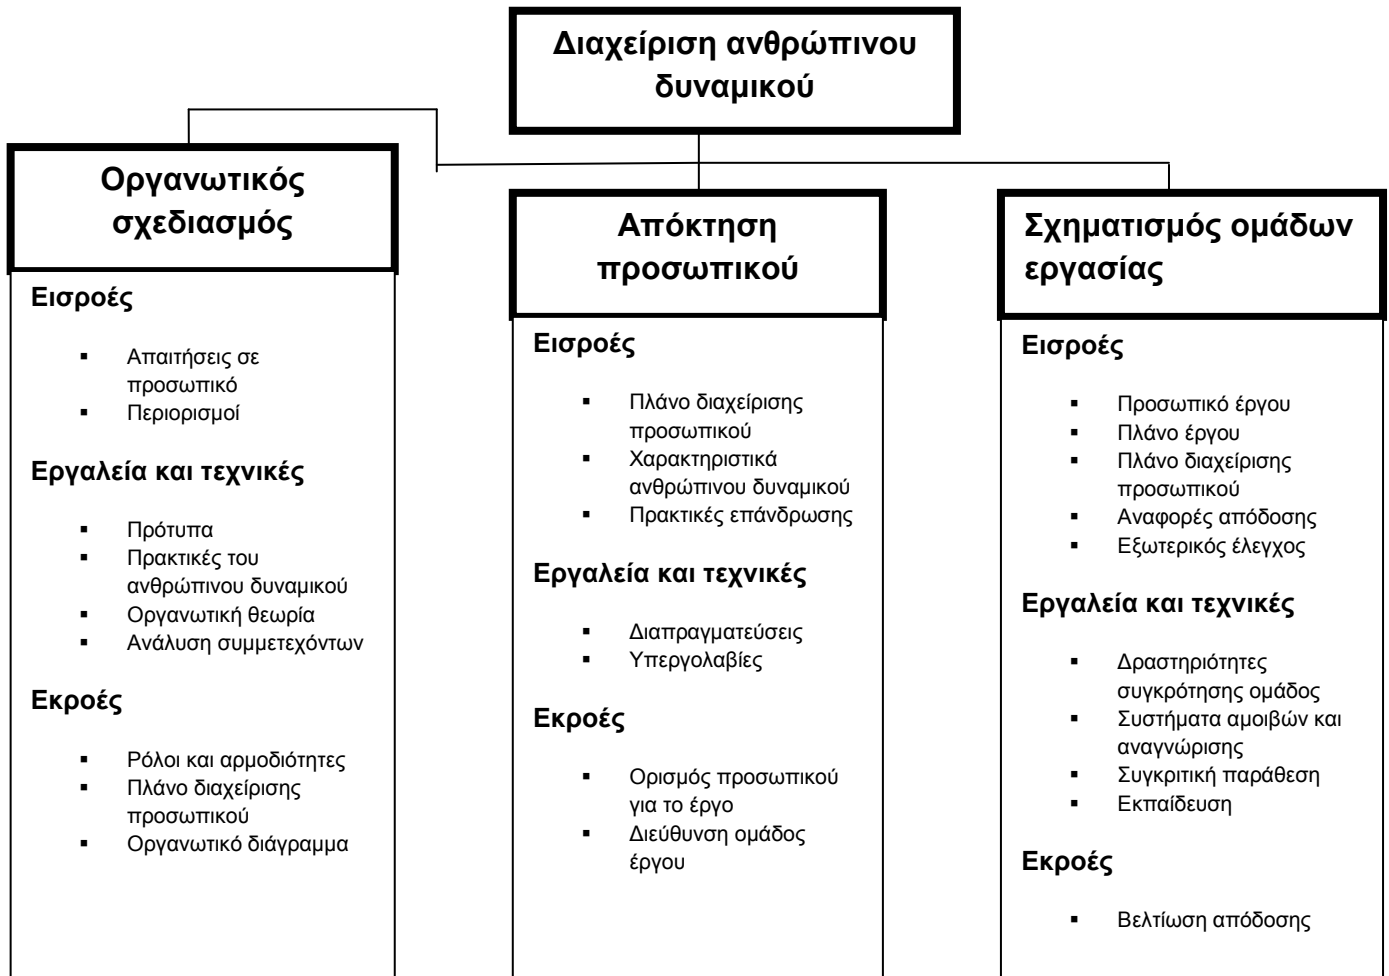 Διαχείριση ανθρώπινου
δυναμικού
Οργανωτικός
σχεδιασμός
Εισροές
▪ Απαιτήσεις σε
προσωπικό
▪ Περιορισμοί
Εργαλεία και τεχνικές
▪ Πρότυπα
▪ Πρακτικές του
ανθρώπινου δυναμικού
▪ Οργανωτική θεωρία
▪ Ανάλυση συμμετεχόντων
Εκροές
▪ Ρόλοι και αρμοδιότητες
▪ Πλάνο διαχείρισης
προσωπικού
▪ Οργανωτικό διάγραμμα
Απόκτηση
προσωπικού
Εισροές
▪ Πλάνο διαχείρισης
προσωπικού
▪ Χαρακτηριστικά
ανθρώπινου δυναμικού
▪ Πρακτικές επάνδρωσης
Εργαλεία και τεχνικές
▪ Διαπραγματεύσεις
▪ Υπεργολαβίες
Εκροές
▪ Ορισμός προσωπικού
για το έργο
▪ Διεύθυνση ομάδος
έργου
Σχηματισμός ομάδων
εργασίας
Εισροές
▪ Προσωπικό έργου
▪ Πλάνο έργου
▪ Πλάνο διαχείρισης
προσωπικού
▪ Αναφορές απόδοσης
▪ Εξωτερικός έλεγχος
Εργαλεία και τεχνικές
▪ Δραστηριότητες
συγκρότησης ομάδος
▪ Συστήματα αμοιβών και
αναγνώρισης
▪ Συγκριτική παράθεση
▪ Εκπαίδευση
Εκροές
▪ Βελτίωση απόδοσης